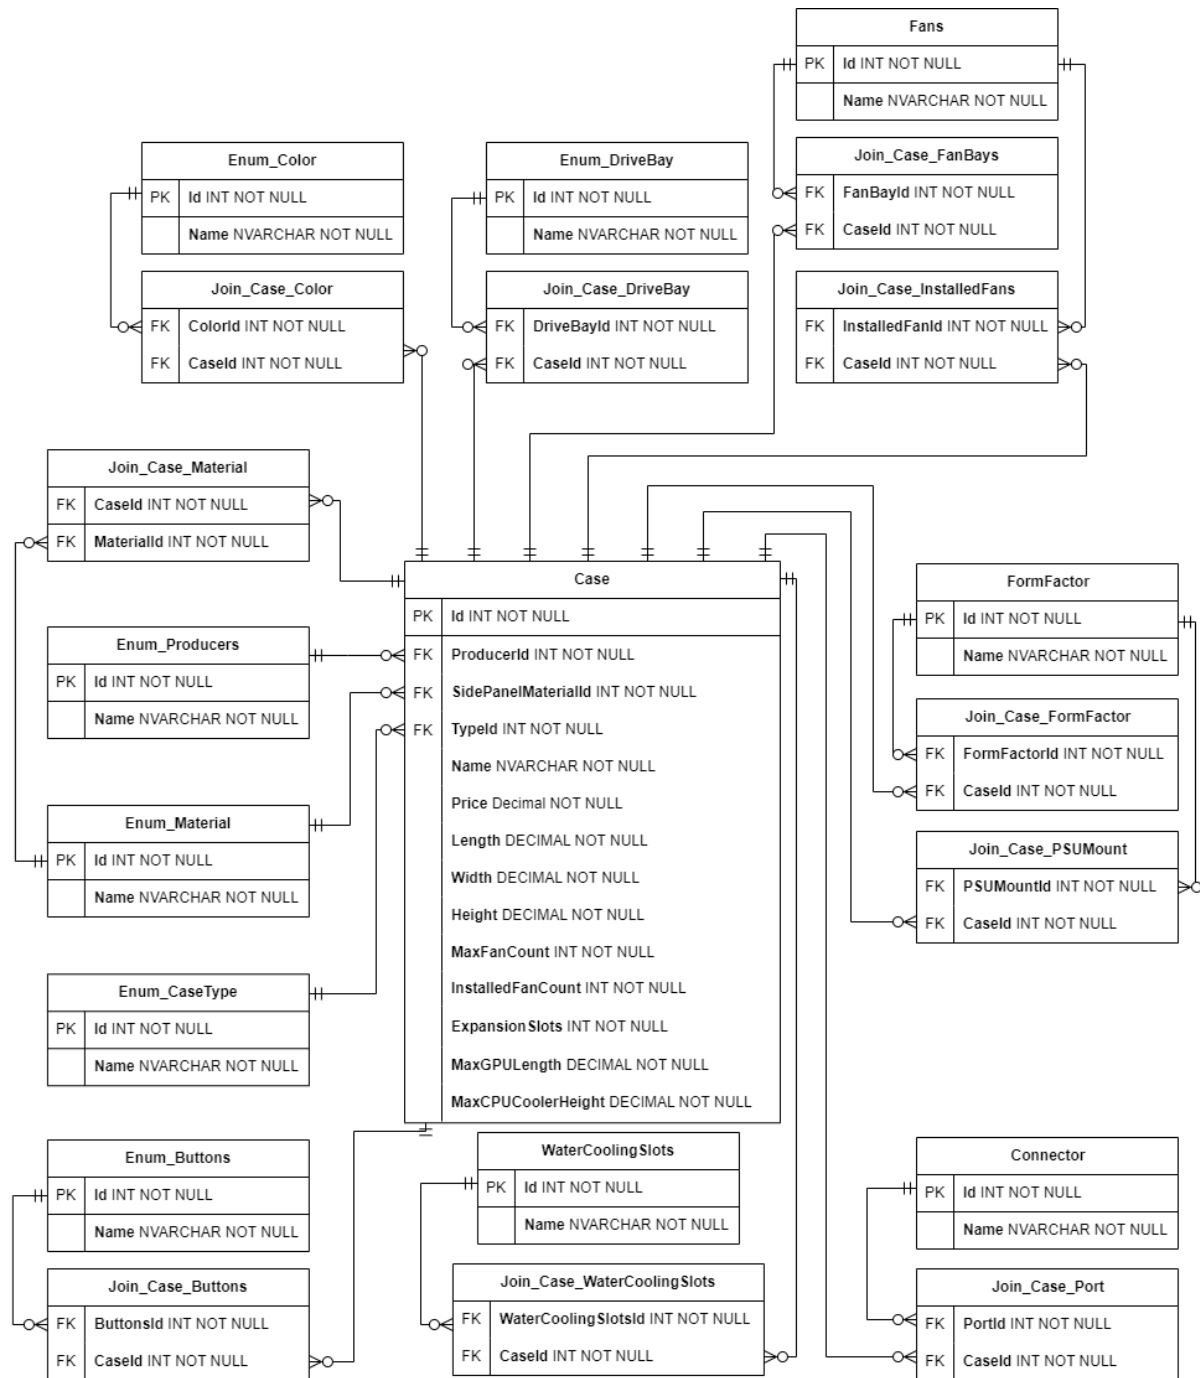 Fans
PK Id INT NOT NULL
Name NVARCHAR NOT NULL
Join_Case_FanBays
FK FanBayId INT NOT NULL
FK CaseId INT NOT NULL
Join_Case_InstalledFans
FK InstalledFanId INT NOT NULL
FK CaseId INT NOT NULL
Enum_Color
PK Id INT NOT NULL
Name NVARCHAR NOT NULL
Join_Case_Color
FK ColorId INT NOT NULL
FK CaseId INT NOT NULL
Enum_DriveBay
PK Id INT NOT NULL
Name NVARCHAR NOT NULL
Join_Case_DriveBay
FK DriveBayId INT NOT NULL
FK CaseId INT NOT NULL
Join_Case_Material
FK CaseId INT NOT NULL
FK MaterialId INT NOT NULL
Enum_Producers
PK Id INT NOT NULL
Name NVARCHAR NOT NULL
Enum_Material
PK Id INT NOT NULL
Name NVARCHAR NOT NULL
Enum_CaseType
PK Id INT NOT NULL
Name NVARCHAR NOT NULL
Case
PK Id INT NOT NULL
FK ProducerId INT NOT NULL
FK SidePanelMaterialId INT NOT NULL
FK TypeId INT NOT NULL
Name NVARCHAR NOT NULL
Price Decimal NOT NULL
Length DECIMAL NOT NULL
Width DECIMAL NOT NULL
Height DECIMAL NOT NULL
MaxFanCount INT NOT NULL
InstalledFanCount INT NOT NULL
ExpansionSlots INT NOT NULL
MaxGPULength DECIMAL NOT NULL
MaxCPUCoolerHeight DECIMAL NOT NULL
FormFactor
PK Id INT NOT NULL
Name NVARCHAR NOT NULL
Join_Case_FormFactor
FK FormFactorId INT NOT NULL
FK CaseId INT NOT NULL
Join_Case_PSUMount
FK PSUMountId INT NOT NULL
FK CaseId INT NOT NULL
Enum_Buttons
PK Id INT NOT NULL
Name NVARCHAR NOT NULL
Join_Case_Buttons
FK ButtonsId INT NOT NULL
FK CaseId INT NOT NULL
WaterCoolingSlots
PK Id INT NOT NULL
Name NVARCHAR NOT NULL
Join_Case_WaterCoolingSlots
FK WaterCoolingSlotsId INT NOT NULL
FK CaseId INT NOT NULL
Connector
PK Id INT NOT NULL
Name NVARCHAR NOT NULL
Join_Case_Port
FK PortId INT NOT NULL
FK CaseId INT NOT NULL